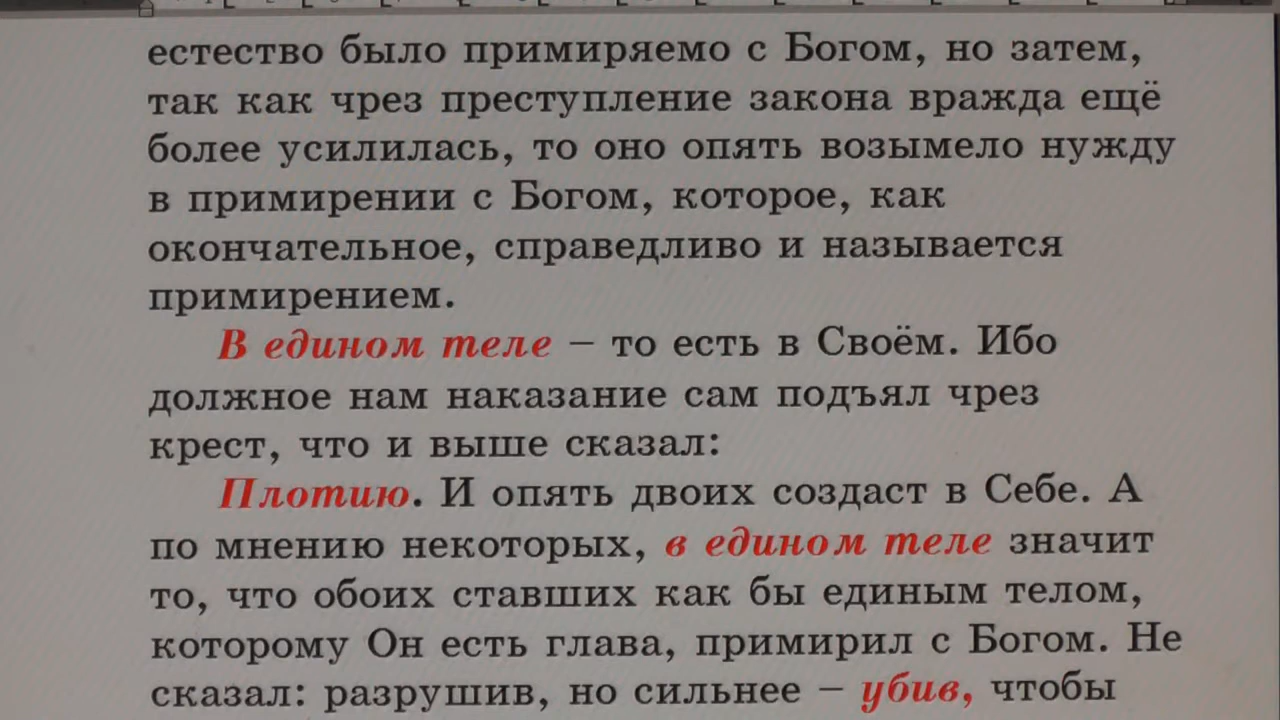 естество было примиряемо с Богом, но затем,
так как чрез преступление закона вражда ещё
более усилилась, то оно опять возымело нужду
в примирении с Богом, которое, как
окончательное, справедливо и называется
примирением.
В едином теле – то есть в Своём. Ибо
должное нам наказание сам подъял чрез
крест, что и выше сказал:
Плотию. И опять двоих создаст в Себе. А
по мнению некоторых, в едином теле значит
то, что обоих ставших как бы единым телом,
которому Он есть глава, примирил с Богом. Не
сказал: разрушив, но сильнее – убив, чтобы